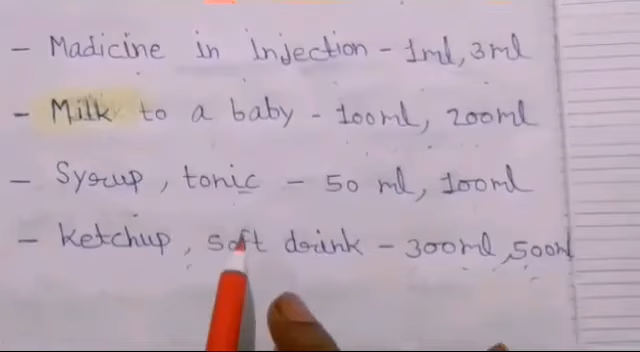 - Madicine in injection - 1ml, 3ml
- Milk to a baby - 100ml, 200ml
- Syrup, tonic - 50 ml, 100ml
- Ketchup, soft drink - 300ml, 500ml